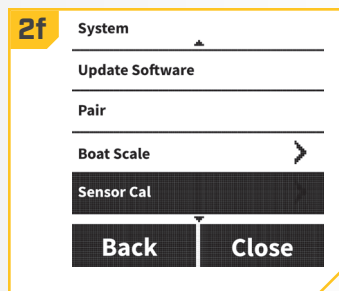 2f
System
Update Software
Pair
Boat Scale
Sensor Cal
Back Close